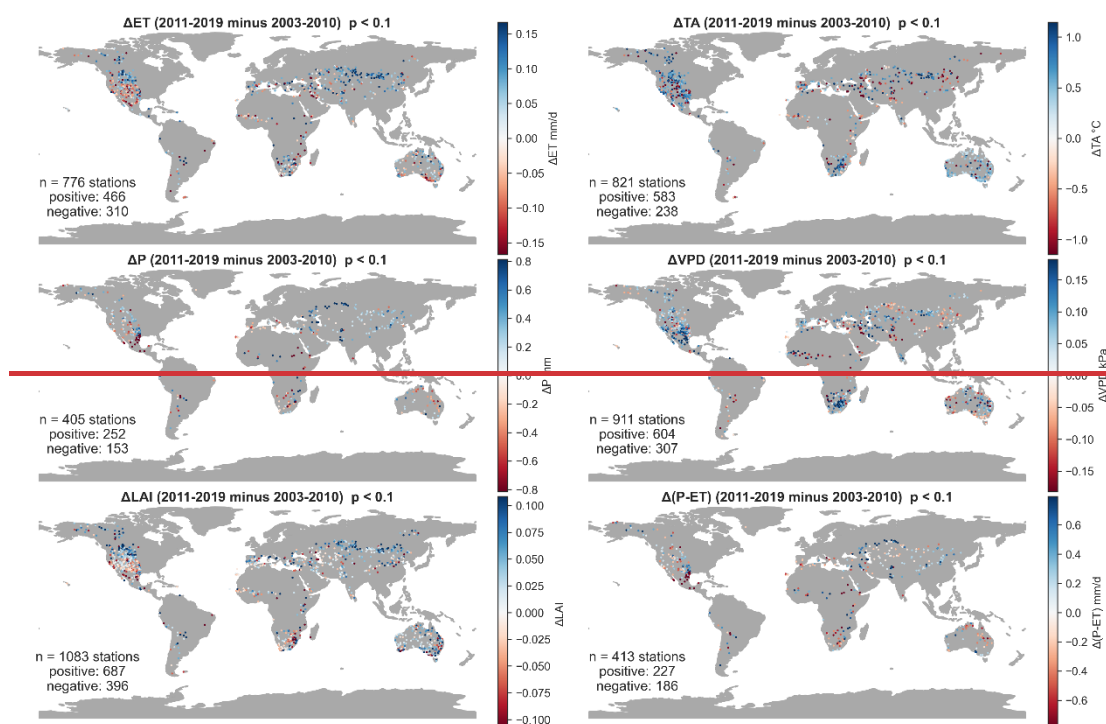 ΔET (2011-2019 minus 2003-2010) p < 0.1
n = 776 stations
positive: 466
negative: 310
0.15
0.10
0.05
0.00
−0.05
−0.10
−0.15
ΔET mm/d
ΔTA (2011-2019 minus 2003-2010) p < 0.1
n = 821 stations
positive: 583
negative: 238
1.0
0.5
0.0
−0.5
−1.0
ΔTA °C
ΔP (2011-2019 minus 2003-2010) p < 0.1
n = 405 stations
positive: 252
negative: 153
0.8
0.6
0.4
0.2
0.0
−0.2
−0.4
−0.6
−0.8
ΔP mm
ΔVPD (2011-2019 minus 2003-2010) p < 0.1
n = 911 stations
positive: 604
negative: 307
0.15
0.10
0.05
0.00
−0.05
−0.10
−0.15
ΔVPD kPa
ΔLAI (2011-2019 minus 2003-2010) p < 0.1
n = 1083 stations
positive: 687
negative: 396
0.100
0.075
0.050
0.025
0.000
−0.025
−0.050
−0.075
−0.100
ΔLAI
Δ(P-ET) (2011-2019 minus 2003-2010) p < 0.1
n = 413 stations
positive: 227
negative: 186
0.6
0.4
0.2
0.0
−0.2
−0.4
−0.6
Δ(P-ET) mm/d